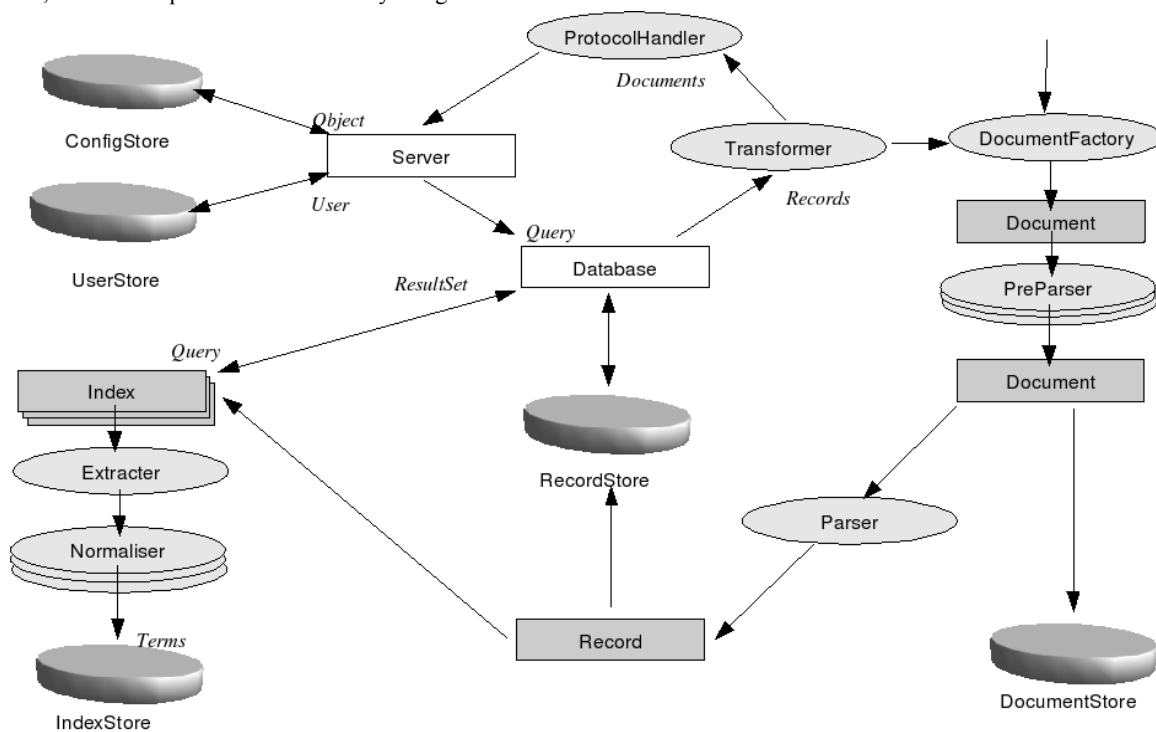 ProtocolHandler
Documents
ConfigStore
Object
Server
Transformer
DocumentFactory
User
Records
Document
UserStore
Query
Database
ResultSet
PreParser
Query
Index
Document
Extracter
RecordStore
Parser
Normaliser
Terms
Record
IndexStore
DocumentStore